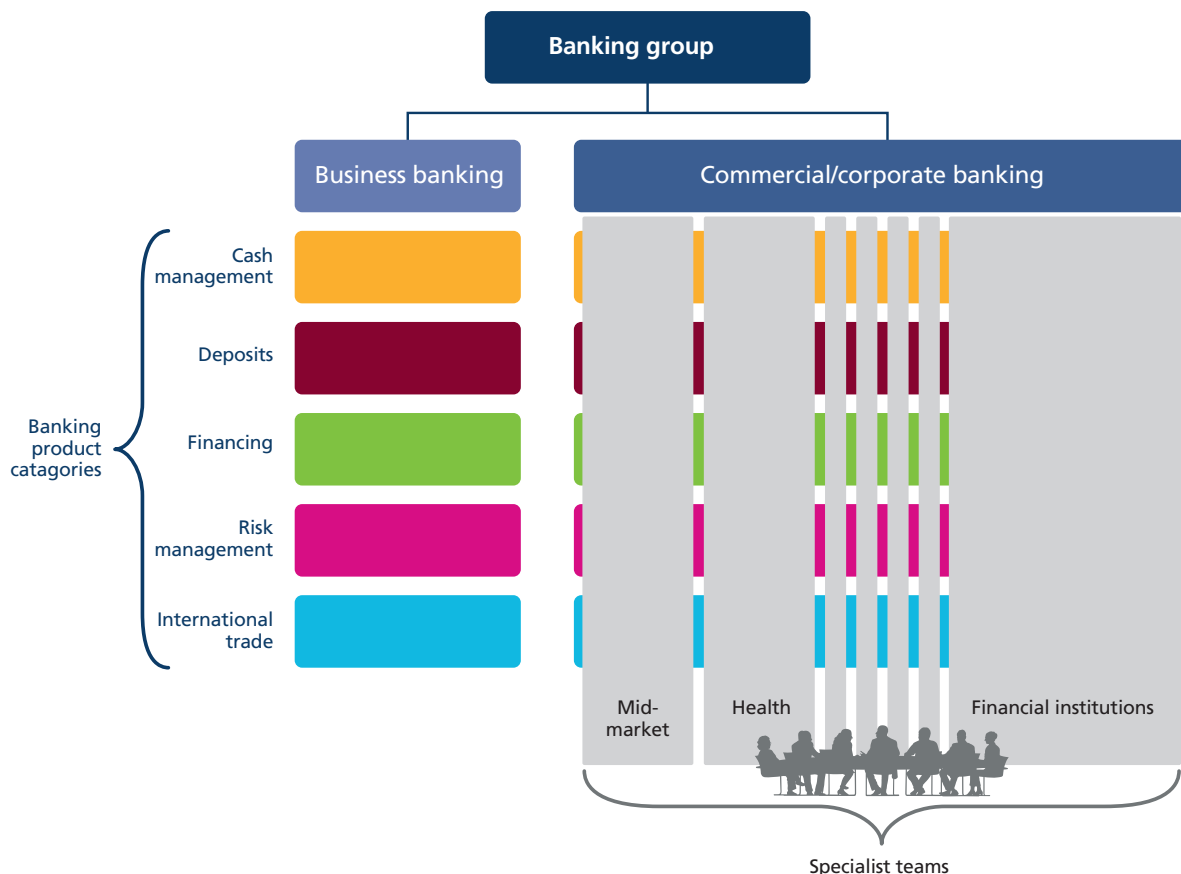 Banking group
Business banking
Commercial/corporate banking
Cash
management
Deposits
Financing
Risk
management
International
trade
Banking
product
catagories
Mid-
market
Health
Financial institutions
Specialist teams